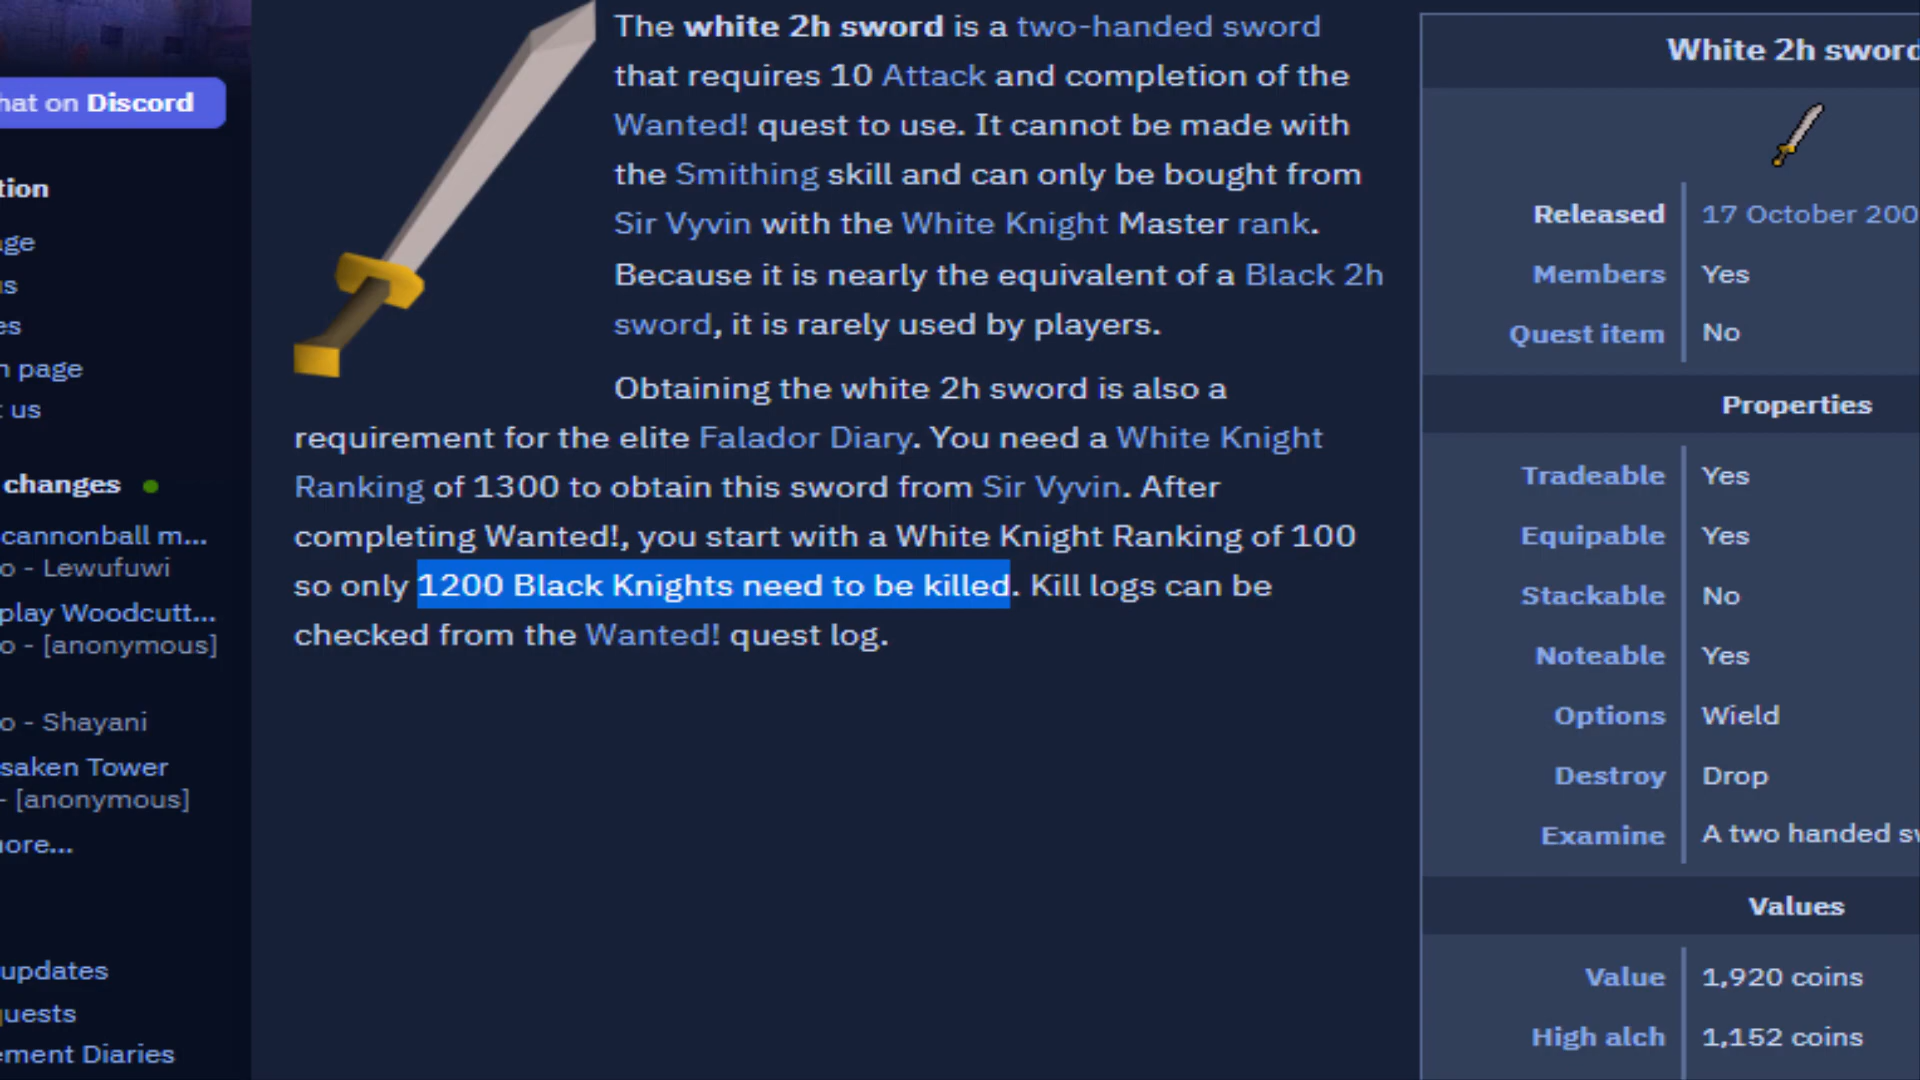 hat on Discord
tion
ge
s
es
n page
t us
changes
cannonball m...
o - Lewufuwi
play Woodcutt...
o - [anonymous]
o - Shayani
saken Tower
- [anonymous]
ore...
updates
quests
ement Diaries
The white 2h sword is a two-handed sword
that requires 10 Attack and completion of the
Wanted! quest to use. It cannot be made with
the Smithing skill and can only be bought from
Sir Vyvin with the White Knight Master rank.
Because it is nearly the equivalent of a Black 2h
sword, it is rarely used by players.
Obtaining the white 2h sword is also a
requirement for the elite Falador Diary. You need a White Knight
Ranking of 1300 to obtain this sword from Sir Vyvin. After
completing Wanted!, you start with a White Knight Ranking of 100
so only 1200 Black Knights need to be killed. Kill logs can be
checked from the Wanted! quest log.
White 2h sword
Released 17 October 200
Members Yes
Quest item No
Properties
Tradeable Yes
Equipable Yes
Stackable No
Noteable Yes
Options Wield
Destroy Drop
Examine A two handed sw
Values
Value 1,920 coins
High alch 1,152 coins